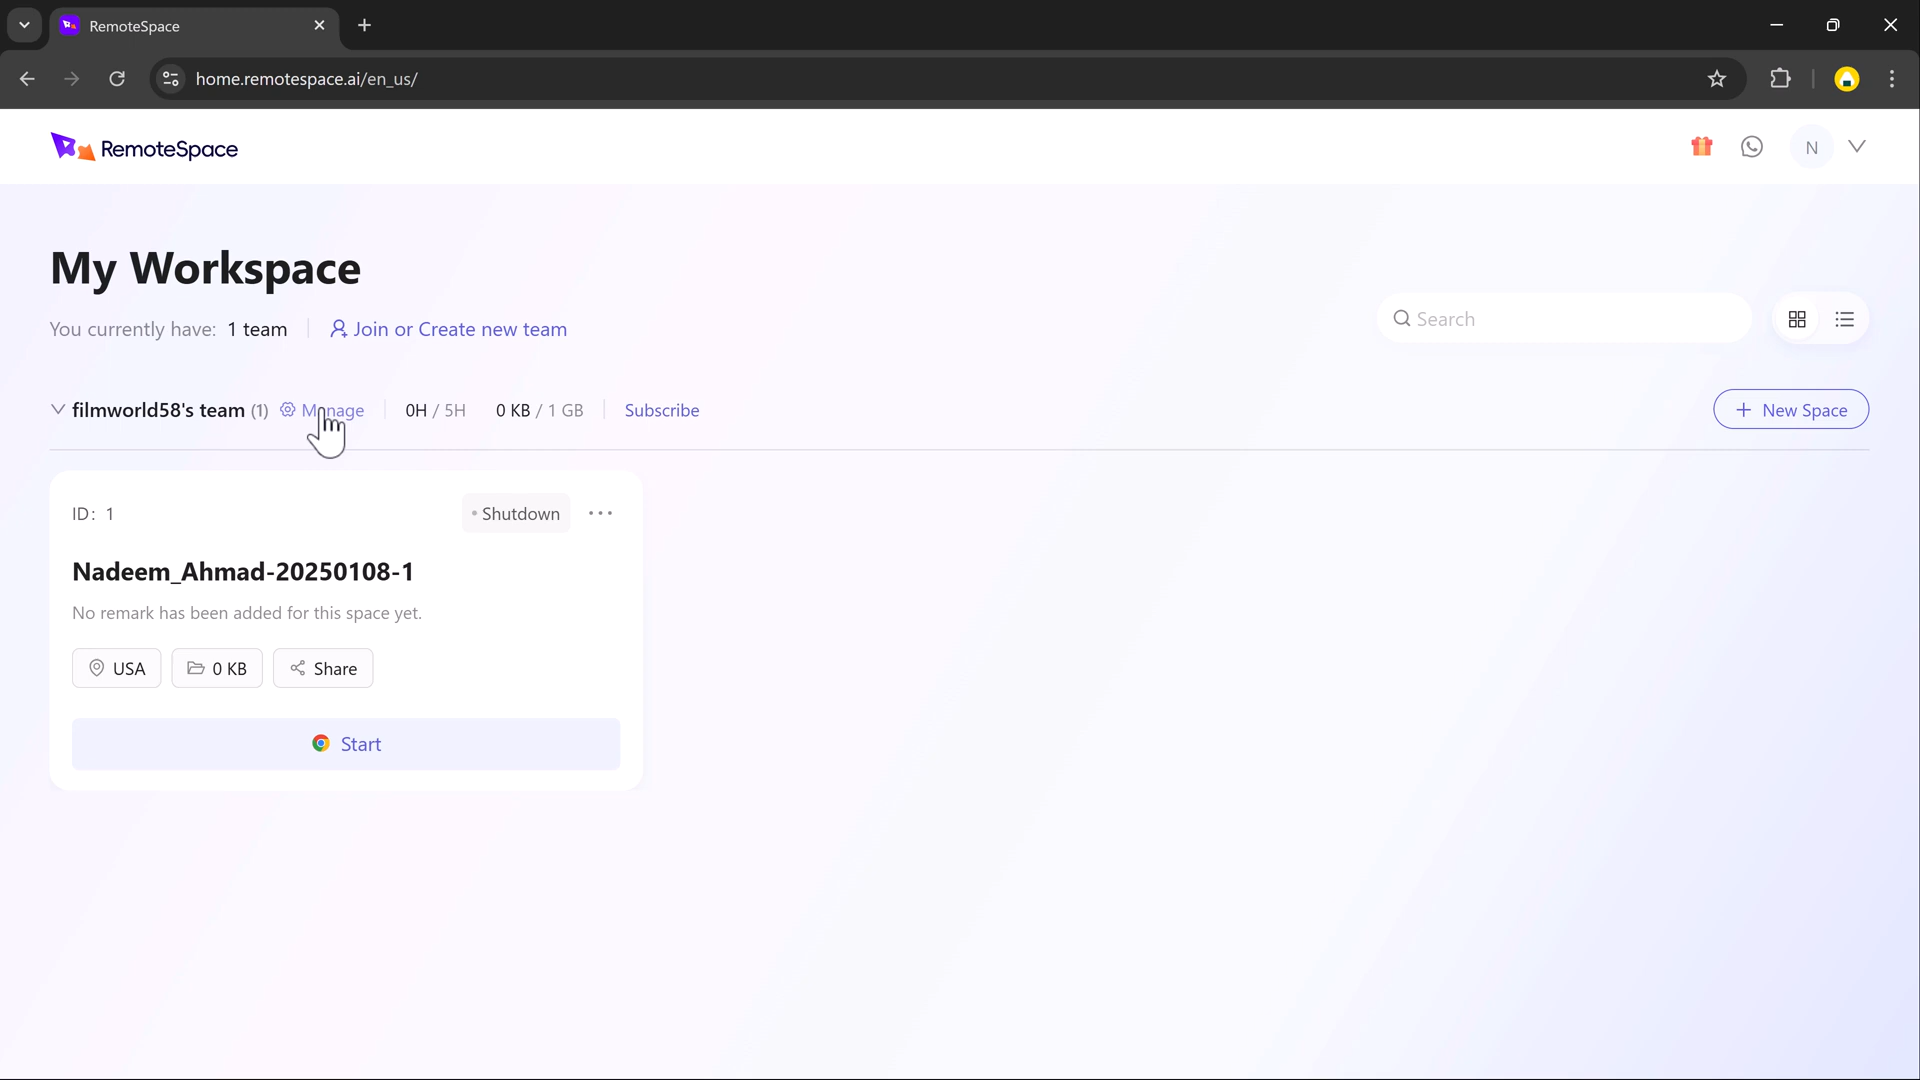 RemoteSpace
home.remotespace.ai/en_us/
RemoteSpace
N
My Workspace
You currently have: 1 team
Join or Create new team
Search
filmworld58's team (1) Manage 0H / 5H 0 KB / 1 GB Subscribe
+ New Space
ID: 1
Shutdown
Nadeem_Ahmad-20250108-1
No remark has been added for this space yet.
USA 0 KB Share
Start